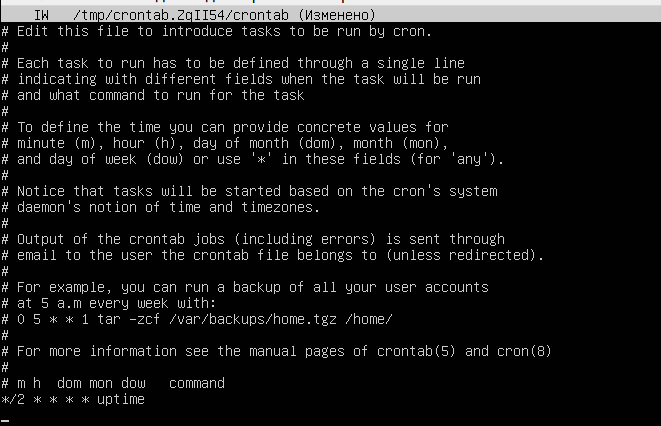 IW   /tmp/crontab.ZqII54/crontab (Изменено)
# Edit this file to introduce tasks to be run by cron.
#
# Each task to run has to be defined through a single line
# indicating with different fields when the task will be run
# and what command to run for the task
#
# To define the time you can provide concrete values for
# minute (m), hour (h), day of month (dom), month (mon),
# and day of week (dow) or use '*' in these fields (for 'any').
#
# Notice that tasks will be started based on the cron's system
# daemon's notion of time and timezones.
#
# Output of the crontab jobs (including errors) is sent through
# email to the user the crontab file belongs to (unless redirected).
#
# For example, you can run a backup of all your user accounts
# at 5 a.m every week with:
# 0 5 * * 1 tar -zcf /var/backups/home.tgz /home/
#
# For more information see the manual pages of crontab(5) and cron(8)
#
# m h  dom mon dow   command
*/2 * * * * uptime